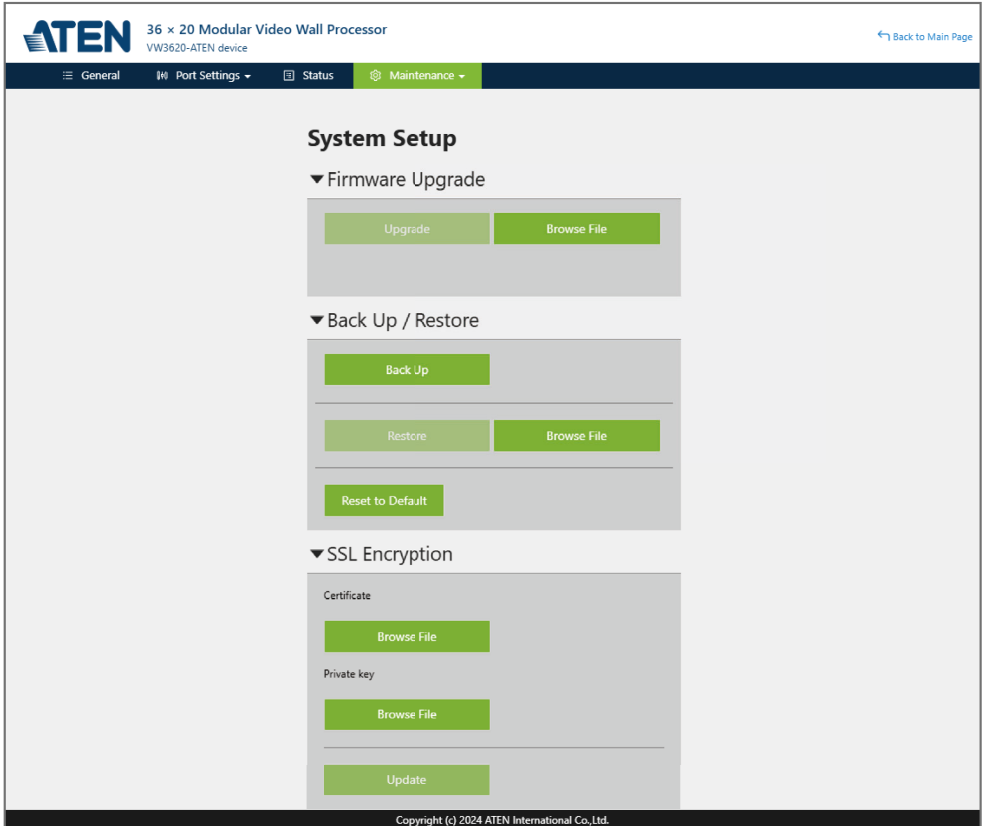 ATEN
36 × 20 Modular Video Wall Processor
VW3620-ATEN device
Back to Main Page
General Port Settings Status Maintenance
System Setup
Firmware Upgrade
Upgrade Browse File
Back Up / Restore
Back Up
Restore Browse File
Reset to Default
SSL Encryption
Certificate
Browse File
Private key
Browse File
Update
Copyright (c) 2024 ATEN International Co.,Ltd.